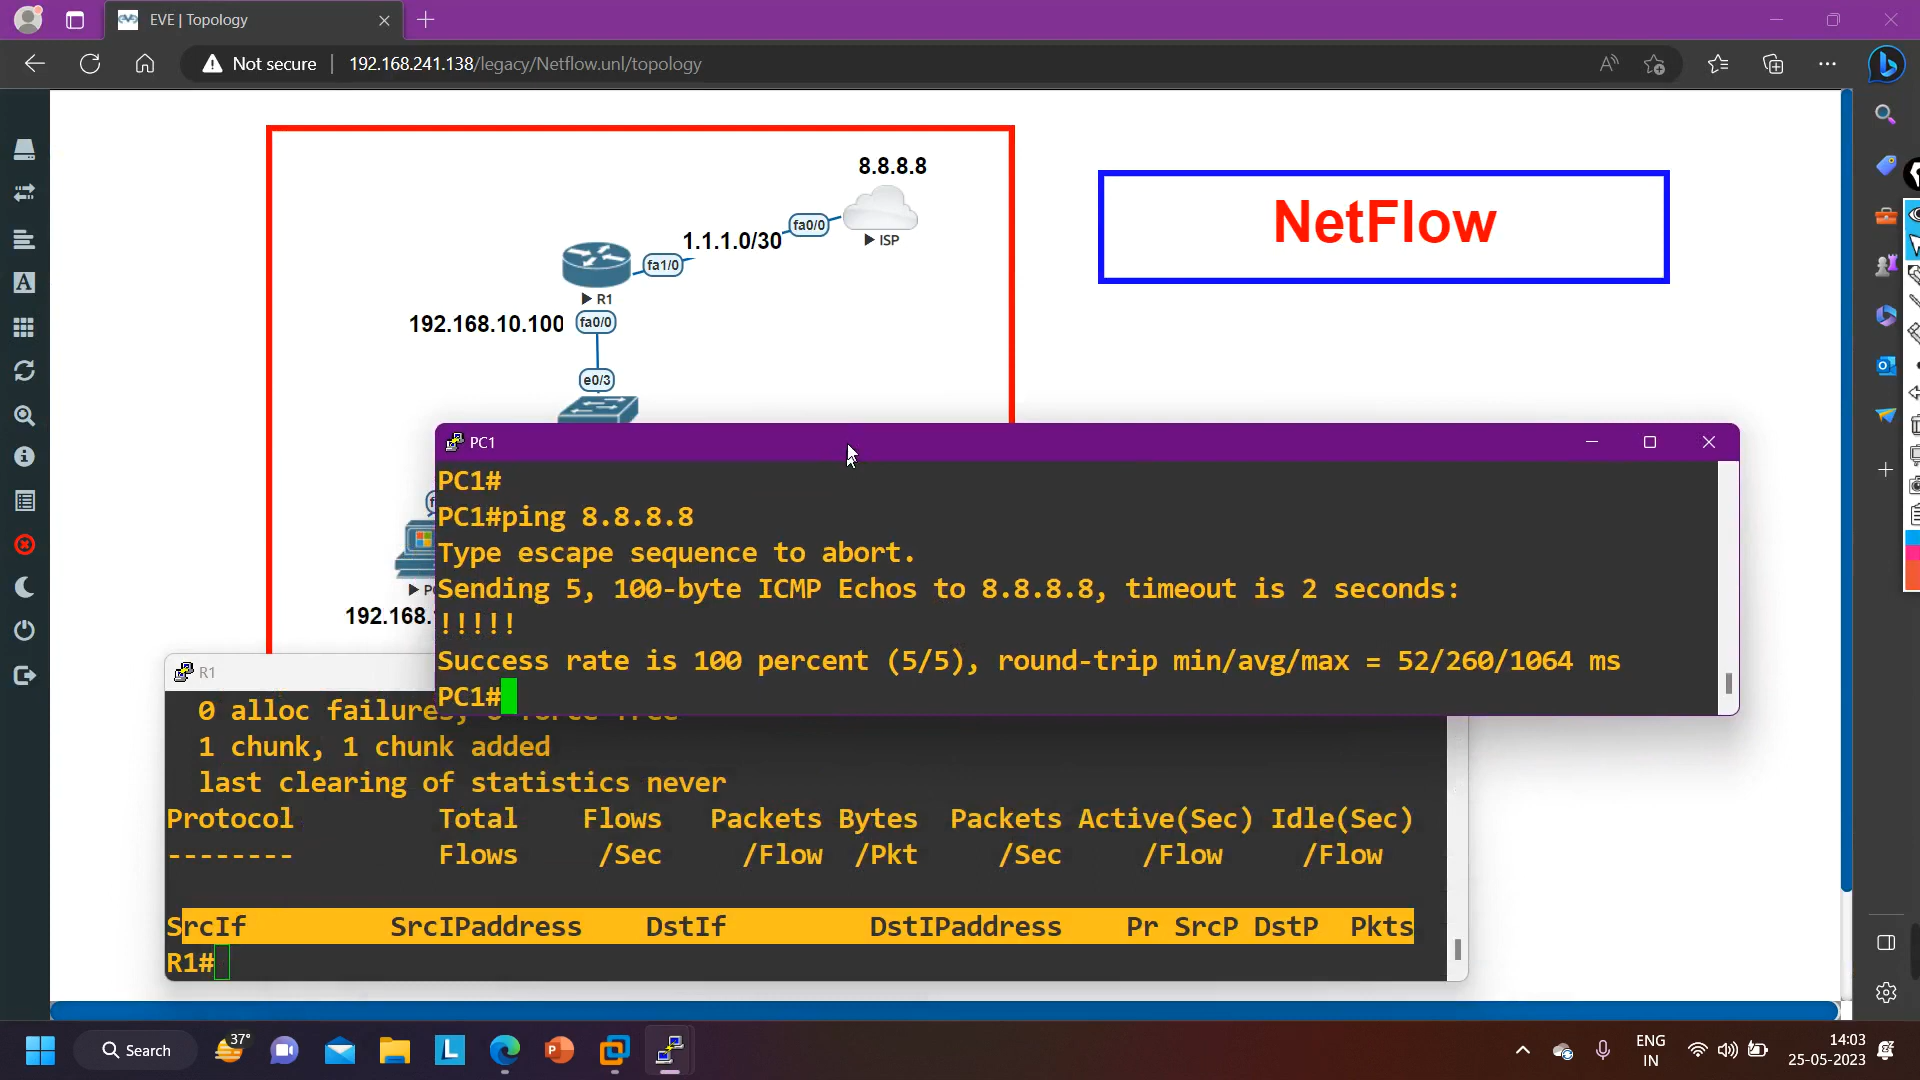 EVE | Topology
Not secure
192.168.241.138/legacy/Netflow.unl/topology
8.8.8.8
fa0/0
1.1.1.0/30
ISP
fa1/0
R1
192.168.10.100
fa0/0
e0/3
NetFlow
192.168.
PC1
PC1#
PC1#ping 8.8.8.8
Type escape sequence to abort.
Sending 5, 100-byte ICMP Echos to 8.8.8.8, timeout is 2 seconds:
!!!!!
Success rate is 100 percent (5/5), round-trip min/avg/max = 52/260/1064 ms
PC1#
R1
0 alloc failures,
1 chunk, 1 chunk added
last clearing of statistics never
Protocol Total Flows Packets Bytes Packets Active(Sec) Idle(Sec)
-------- Flows /Sec /Flow /Pkt /Sec /Flow /Flow
SrcIf SrcIPaddress DstIf DstIPaddress Pr SrcP DstP Pkts
R1#
37°
Search
ENG
IN
14:03
25-05-2023